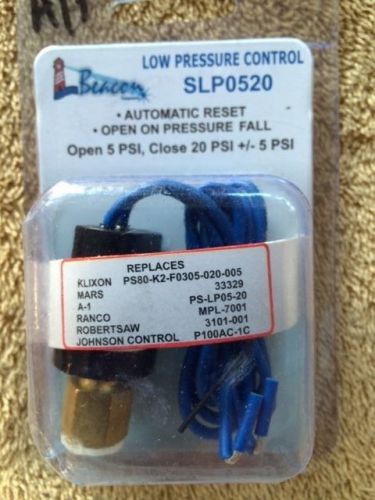 Beacon
LOW PRESSURE CONTROL
SLP0520
• AUTOMATIC RESET
• OPEN ON PRESSURE FALL
Open 5 PSI, Close 20 PSI +/- 5 PSI
REPLACES
KLIXON PS80-K2-F0305-020-005
MARS 33329
A-1 PS-LP05-20
RANCO MPL-7001
ROBERTSAW 3101-001
JOHNSON CONTROL P100AC-1C